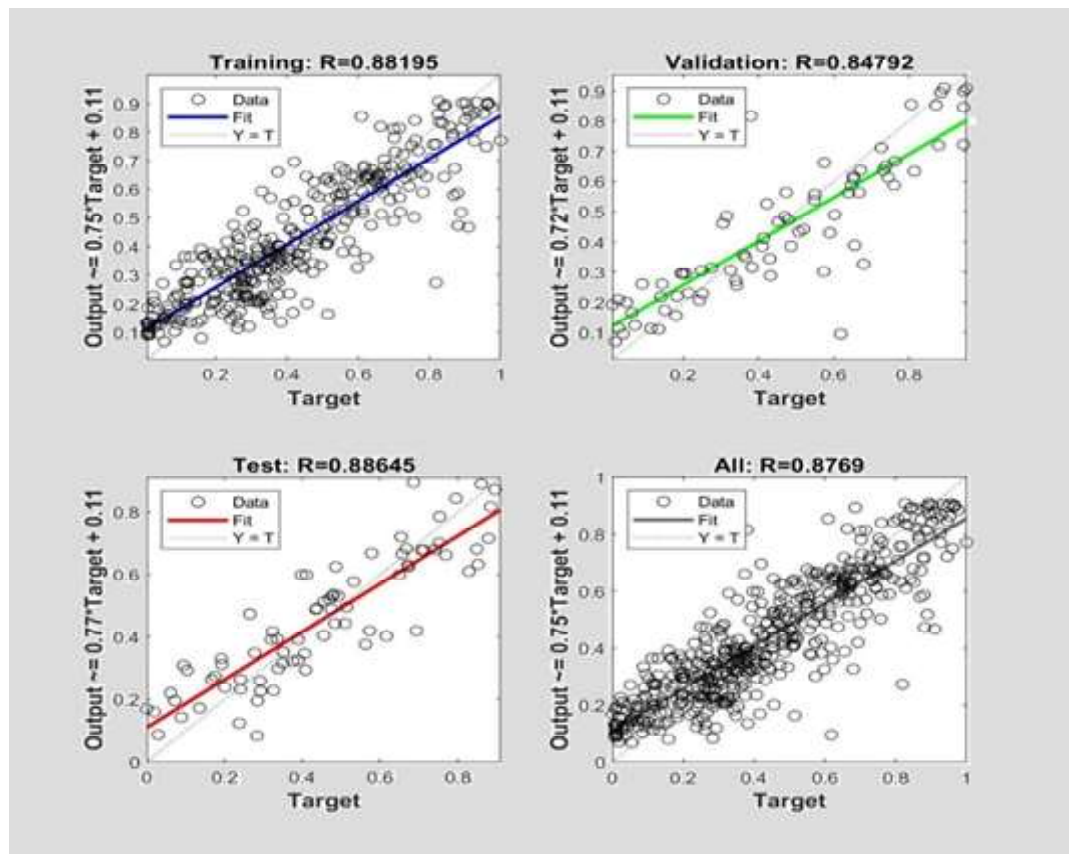 Training: R=0.88195
Output ~= 0.75*Target + 0.11
0.9
0.8
0.7
0.6
0.5
0.4
0.3
0.2
0.1
Data
Fit
Y = T
0.2 0.4 0.6 0.8 1
Target
Validation: R=0.84792
Output ~= 0.72*Target + 0.11
0.9
0.8
0.7
0.6
0.5
0.4
0.3
0.2
0.1
Data
Fit
Y = T
0.2 0.4 0.6 0.8
Target
Test: R=0.88645
Output ~= 0.77*Target + 0.11
0.8
0.6
0.4
0.2
0
Data
Fit
Y = T
0 0.2 0.4 0.6 0.8
Target
All: R=0.8769
Output ~= 0.75*Target + 0.11
1
0.8
0.6
0.4
0.2
0
Data
Fit
Y = T
0 0.2 0.4 0.6 0.8 1
Target